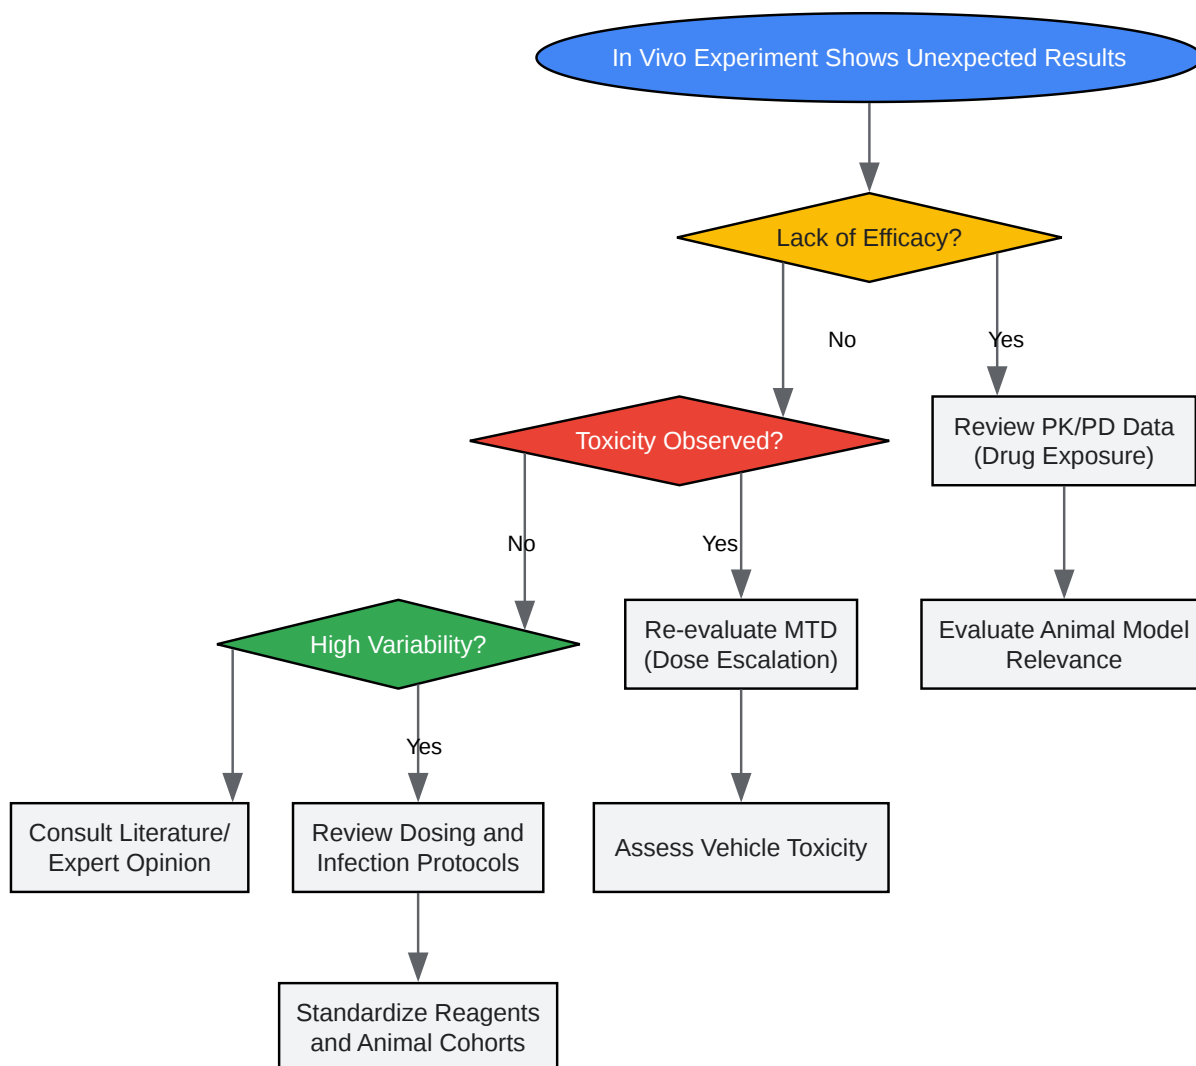 In Vivo Experiment Shows Unexpected Results
Lack of Efficacy?
No
Yes
Toxicity Observed?
Review PK/PD Data
(Drug Exposure)
No
Yes
High Variability?
Re-evaluate MTD
(Dose Escalation)
Evaluate Animal Model
Relevance
Yes
Consult Literature/
Expert Opinion
Review Dosing and
Infection Protocols
Assess Vehicle Toxicity
Standardize Reagents
and Animal Cohorts